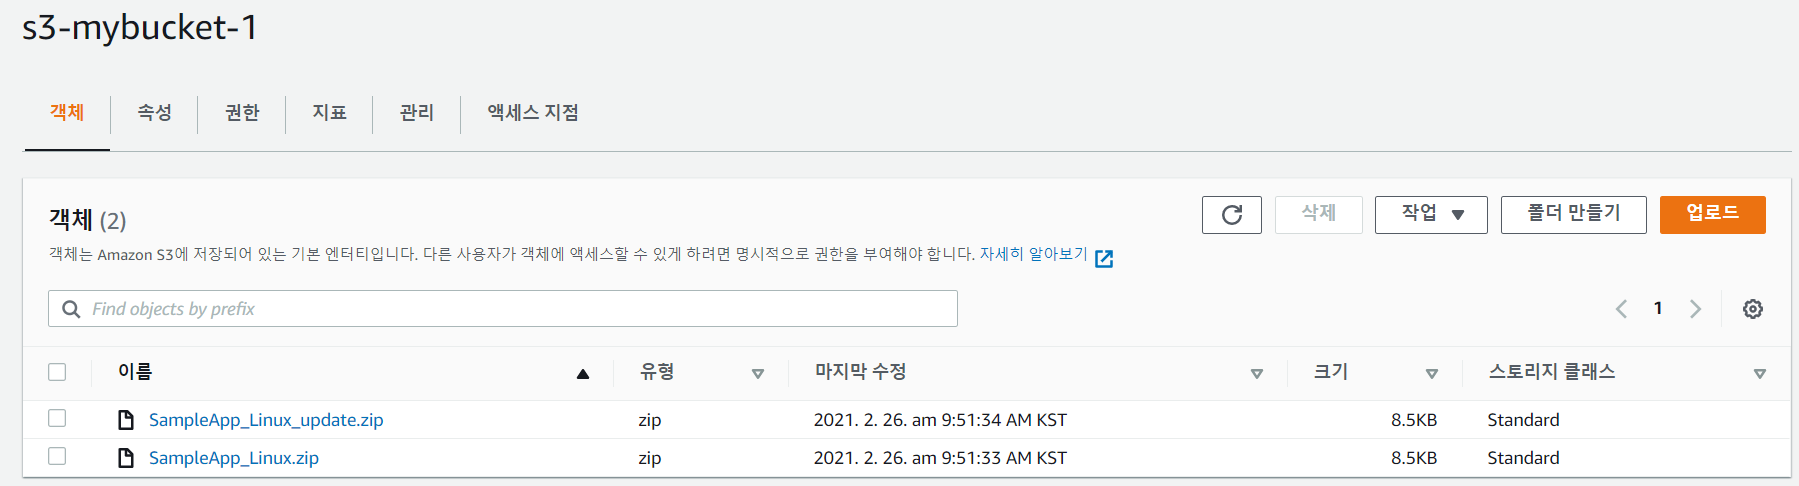 s3-mybucket-1
객체 속성 권한 지표 관리 액세스 지점
객체 (2)
삭제 작업 폴더 만들기 업로드
객체는 Amazon S3에 저장되어 있는 기본 엔터티입니다. 다른 사용자가 객체에 액세스할 수 있게 하려면 명시적으로 권한을 부여해야 합니다. 자세히 알아보기
Find objects by prefix
1
이름 유형 마지막 수정 크기 스토리지 클래스
SampleApp_Linux_update.zip zip 2021. 2. 26. am 9:51:34 AM KST 8.5KB Standard
SampleApp_Linux.zip zip 2021. 2. 26. am 9:51:33 AM KST 8.5KB Standard